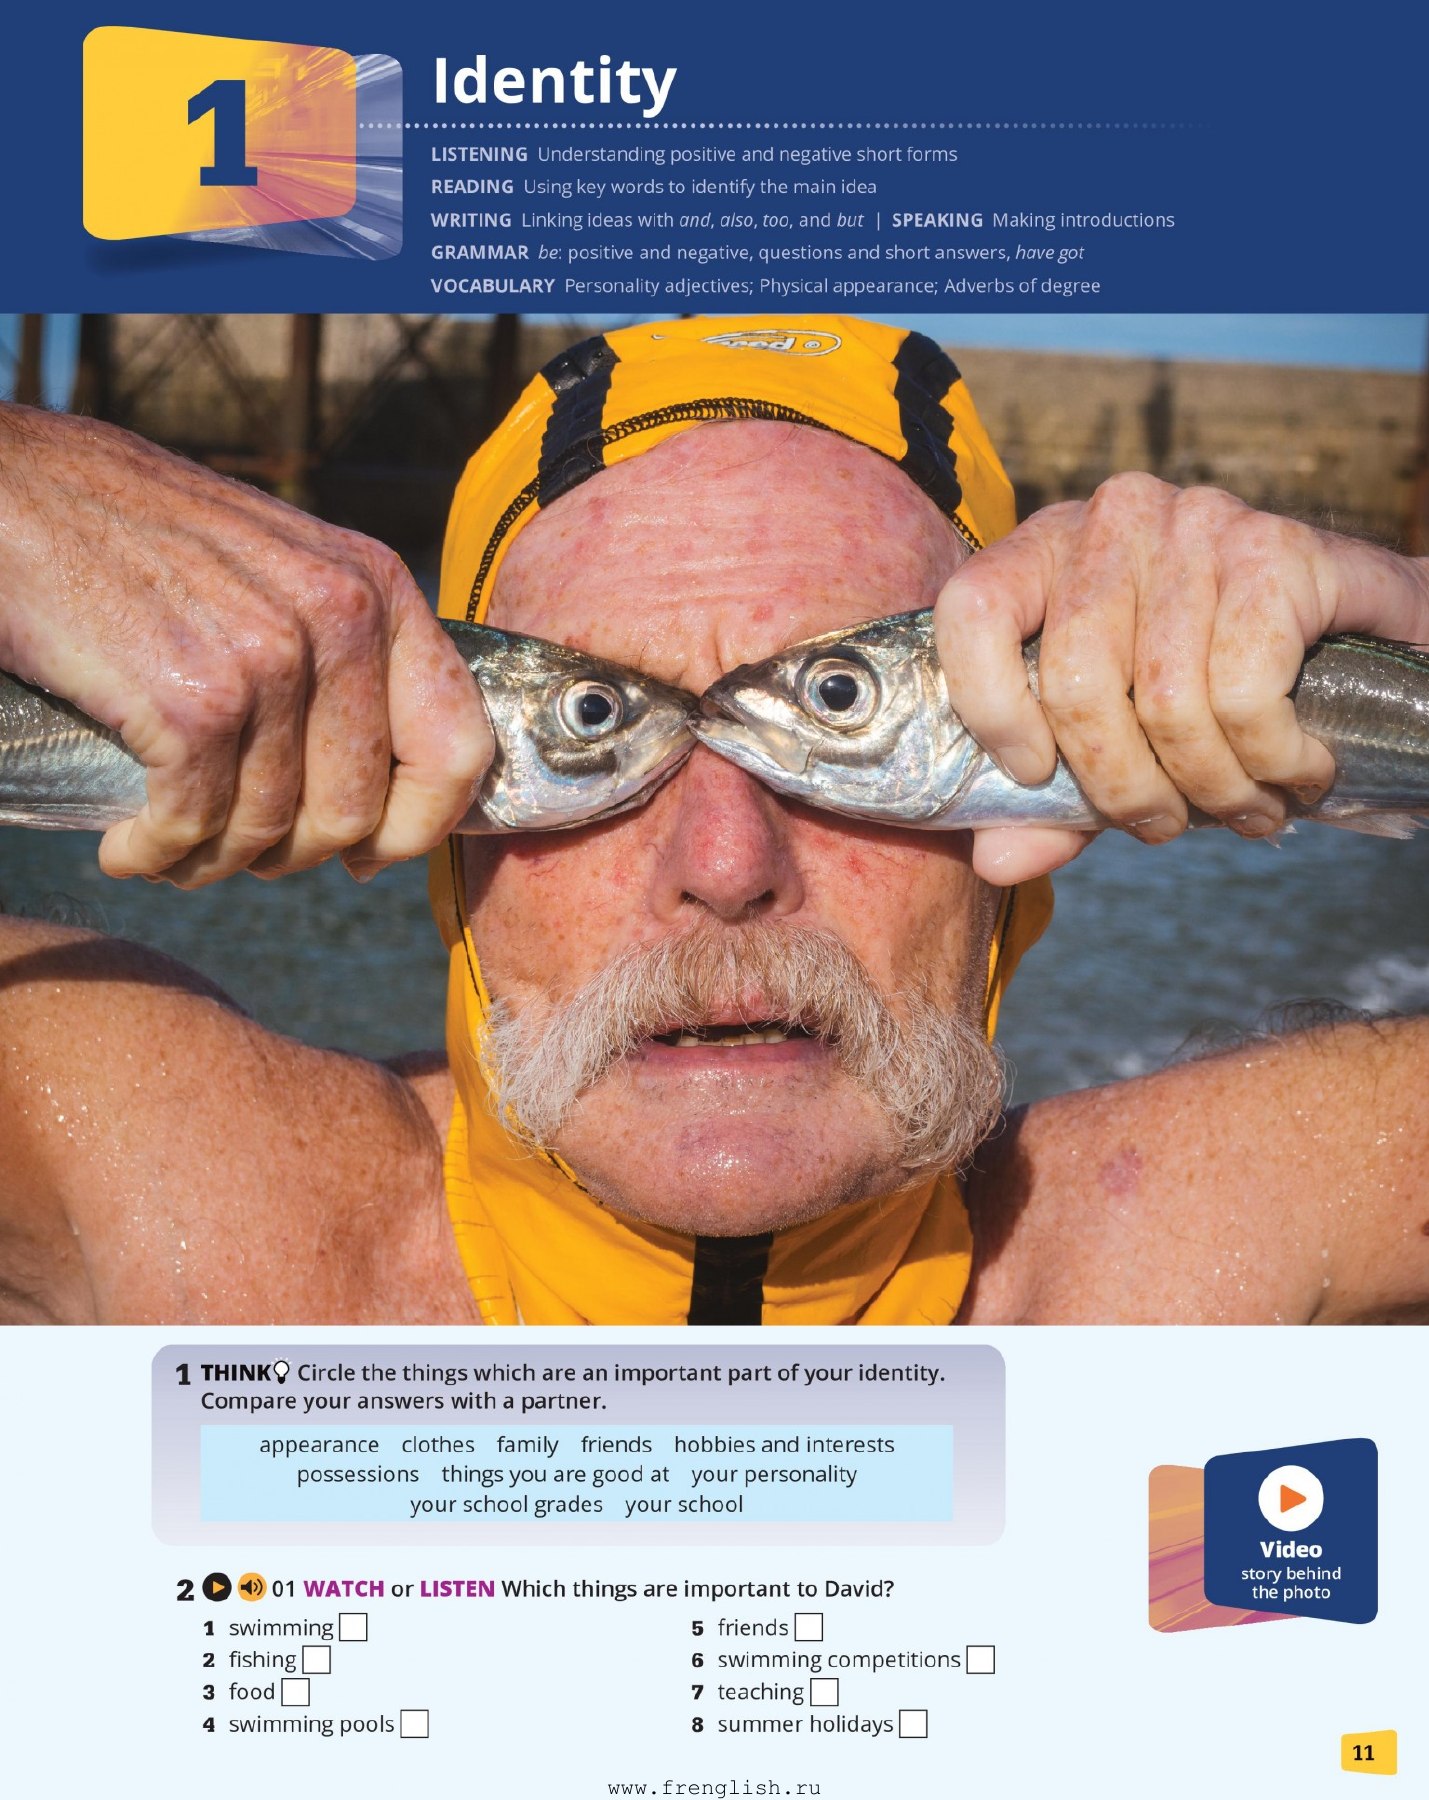 1
Identity
LISTENING Understanding positive and negative short forms
READING Using key words to identify the main idea
WRITING Linking ideas with and, also, too, and but | SPEAKING Making introductions
GRAMMAR be: positive and negative, questions and short answers, have got
VOCABULARY Personality adjectives; Physical appearance; Adverbs of degree
1 THINK Circle the things which are an important part of your identity.
Compare your answers with a partner.
appearance clothes family friends hobbies and interests
possessions things you are good at your personality
your school grades your school
2 01 WATCH or LISTEN Which things are important to David?
1 swimming
2 fishing
3 food
4 swimming pools
5 friends
6 swimming competitions
7 teaching
8 summer holidays
Video
story behind
the photo
11
www.frenglish.ru